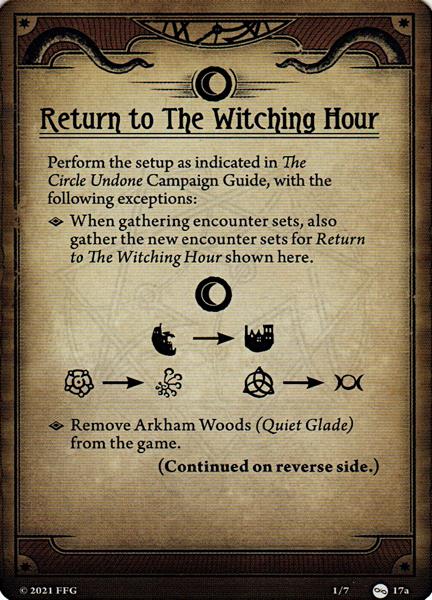 Return to The Witching Hour
Perform the setup as indicated in The
Circle Undone Campaign Guide, with the
following exceptions:
When gathering encounter sets, also
gather the new encounter sets for Return
to The Witching Hour shown here.
Remove Arkham Woods (Quiet Glade)
from the game.
(Continued on reverse side.)
© 2021 FFG
1/7
17a